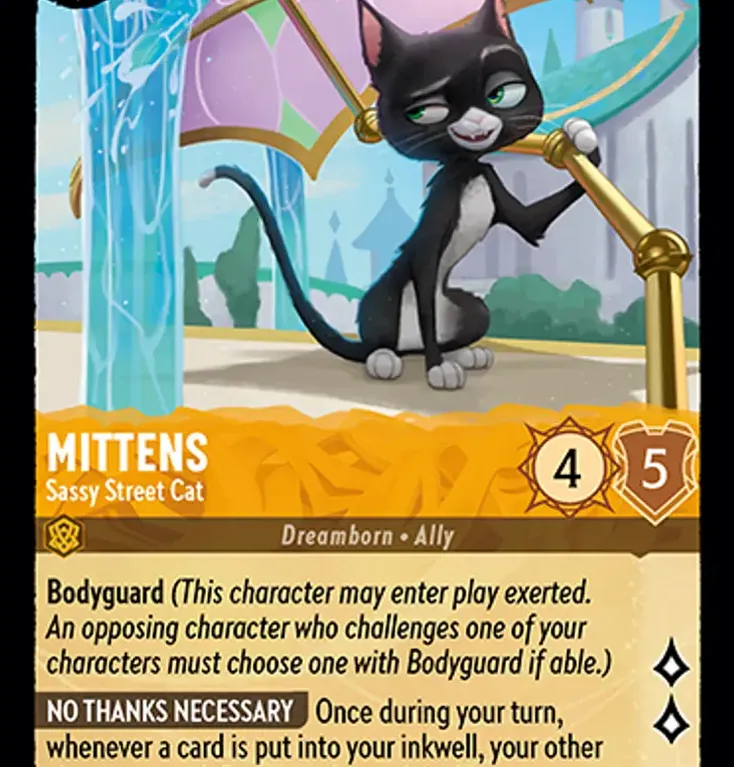 MITTENS
Sassy Street Cat
4
5
Dreamborn • Ally
Bodyguard (This character may enter play exerted.
An opposing character who challenges one of your
characters must choose one with Bodyguard if able.)
NO THANKS NECESSARY Once during your turn,
whenever a card is put into your inkwell, your other